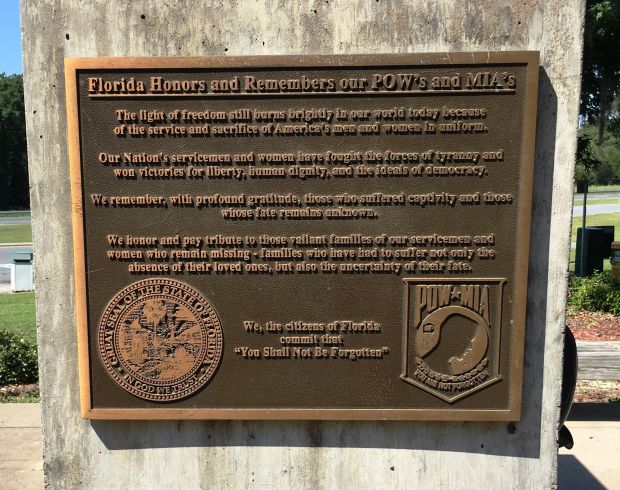 Florida Honors and Remembers our POW's and MIA's
The light of freedom still burns brightly in our world today because
of the service and sacrifice of America's men and women in uniform.
Our Nation's servicemen and women have fought the forces of tyranny and
won victories for liberty, human dignity, and the ideals of democracy.
We remember, with profound gratitude, those who suffered captivity and those
whose fate remains unknown.
We honor and pay tribute to those valiant families of our servicemen and
women who remain missing - families who have had to suffer not only the
absence of their loved ones, but also the uncertainty of their fate.
GREAT SEAL OF THE STATE OF FLORIDA
IN GOD WE TRUST
We, the citizens of Florida
commit that
"You Shall Not Be Forgotten"
POW★MIA
YOU ARE NOT FORGOTTEN